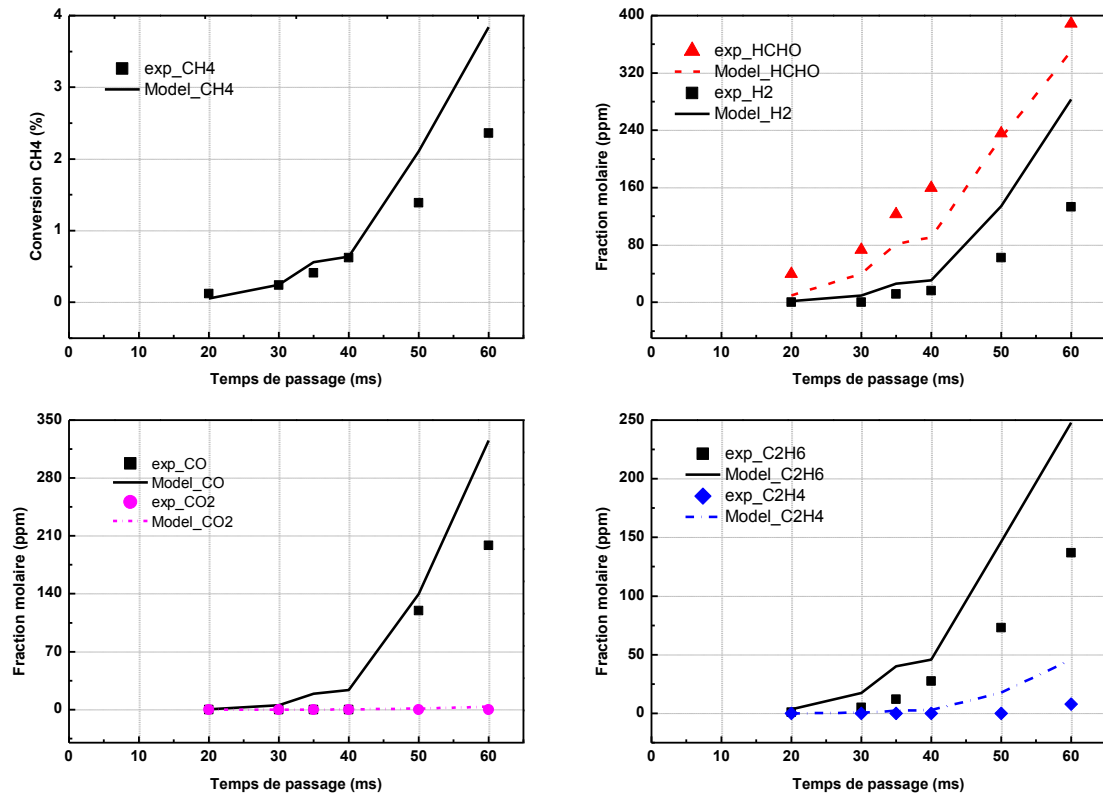 4
3
2
1
0
Conversion CH4 (%)
exp_CH4
Model_CH4
0 10 20 30 40 50 60
Temps de passage (ms)
400
320
240
160
80
0
Fraction molaire (ppm)
exp_HCHO
Model_HCHO
exp_H2
Model_H2
0 10 20 30 40 50 60
Temps de passage (ms)
350
280
210
140
70
0
Fraction molaire (ppm)
exp_CO
Model_CO
exp_CO2
Model_CO2
0 10 20 30 40 50 60
Temps de passage (ms)
250
200
150
100
50
0
Fraction molaire (ppm)
exp_C2H6
Model_C2H6
exp_C2H4
Model_C2H4
0 10 20 30 40 50 60
Temps de passage (ms)